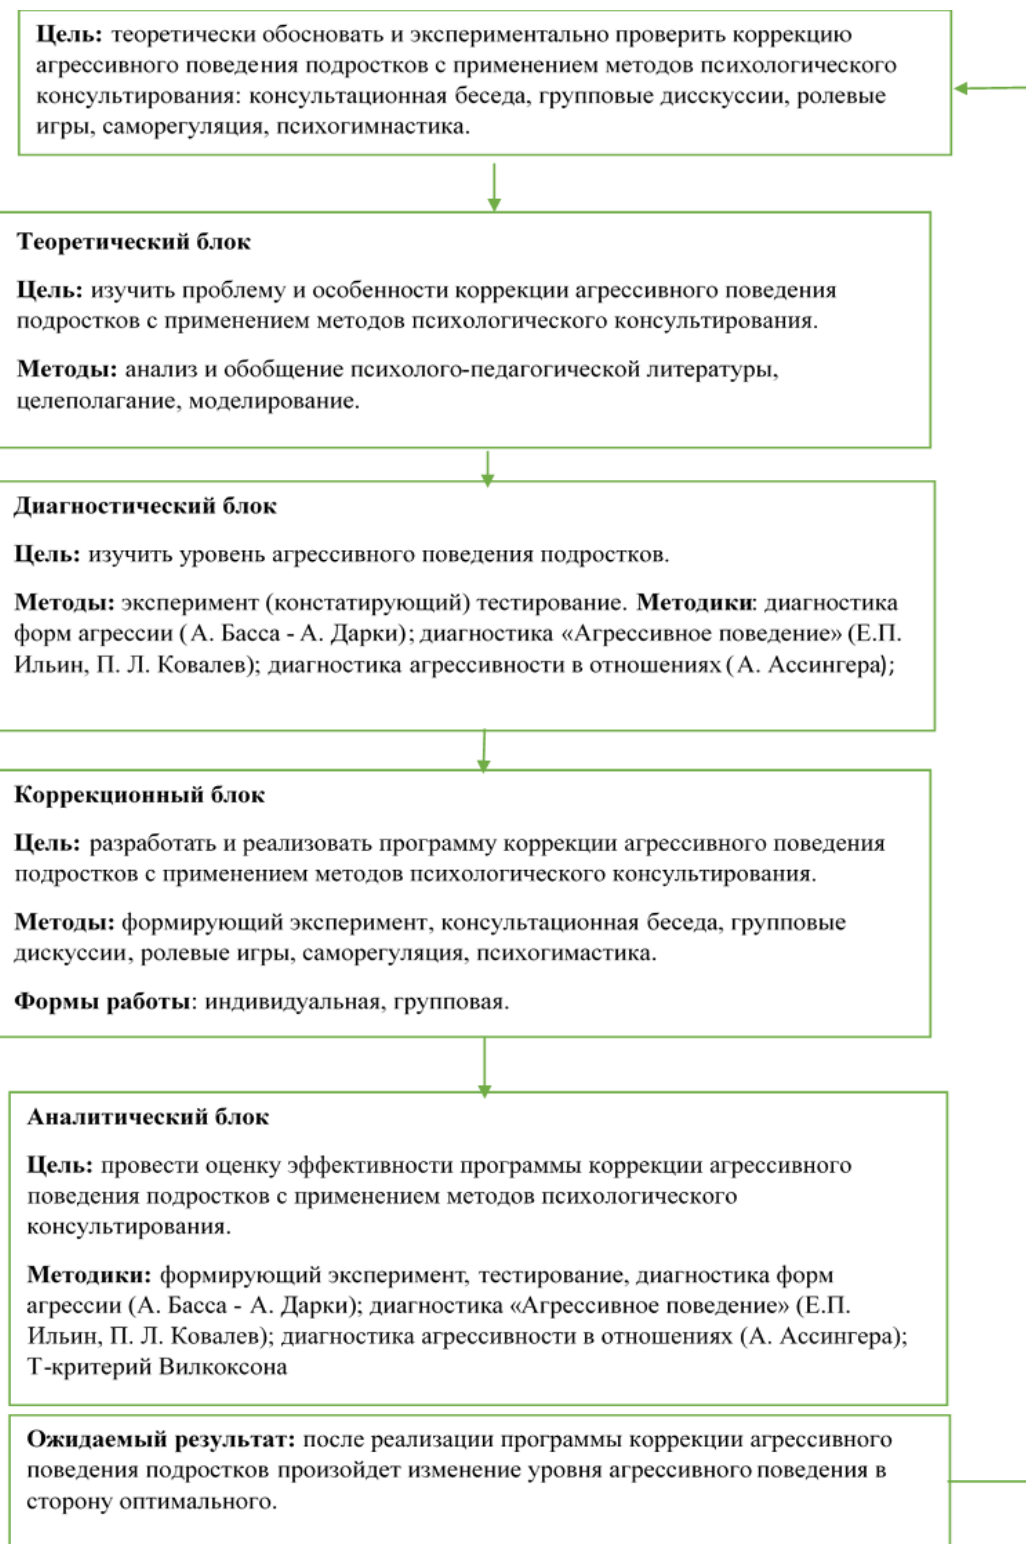 Цель: теоретически обосновать и экспериментально проверить коррекцию
агрессивного поведения подростков с применением методов психологического
консультирования: консультационная беседа, групповые дисскуссии, ролевые
игры, саморегуляция, психогимнастика.
Теоретический блок
Цель: изучить проблему и особенности коррекции агрессивного поведения
подростков с применением методов психологического консультирования.
Методы: анализ и обобщение психолого-педагогической литературы,
целеполагание, моделирование.
Диагностический блок
Цель: изучить уровень агрессивного поведения подростков.
Методы: эксперимент (констатирующий) тестирование. Методики: диагностика
форм агрессии (А. Басса - А. Дарки); диагностика «Агрессивное поведение» (Е.П.
Ильин, П. Л. Ковалев); диагностика агрессивности в отношениях (А. Ассингера);
Коррекционный блок
Цель: разработать и реализовать программу коррекции агрессивного поведения
подростков с применением методов психологического консультирования.
Методы: формирующий эксперимент, консультационная беседа, групповые
дискуссии, ролевые игры, саморегуляция, психогимастика.
Формы работы: индивидуальная, групповая.
Аналитический блок
Цель: провести оценку эффективности программы коррекции агрессивного
поведения подростков с применением методов психологического
консультирования.
Методики: формирующий эксперимент, тестирование, диагностика форм
агрессии (А. Басса - А. Дарки); диагностика «Агрессивное поведение» (Е.П.
Ильин, П. Л. Ковалев); диагностика агрессивности в отношениях (А. Ассингера);
Т-критерий Вилкоксона
Ожидаемый результат: после реализации программы коррекции агрессивного
поведения подростков произойдет изменение уровня агрессивного поведения в
сторону оптимального.